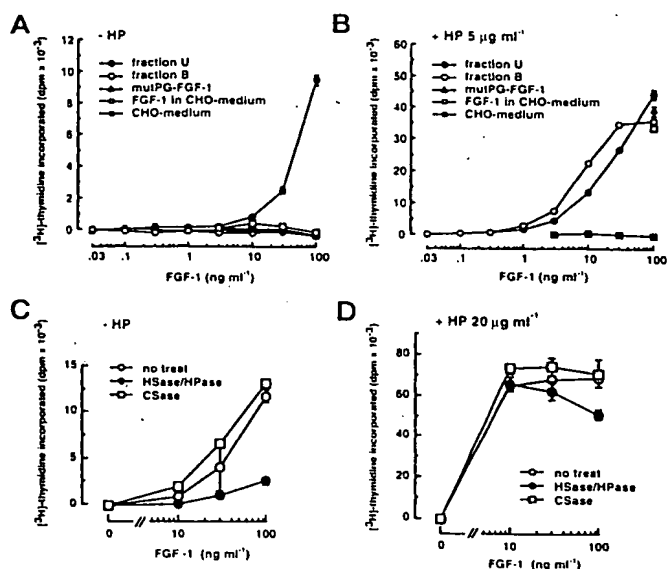 A
- HP
[³H]-thymidine incorporated (dpm x 10⁻³)
12
10
8
6
4
2
0
fraction U
fraction B
mutPG-FGF-1
FGF-1 in CHO-medium
CHO-medium
.03
.1
1
10
100
FGF-1 (ng ml⁻¹)
B
+ HP 5 µg ml⁻¹
[³H]-thymidine incorporated (dpm x 10⁻³)
60
50
40
30
20
10
0
fraction U
fraction B
mutPG-FGF-1
FGF-1 in CHO-medium
CHO-medium
.03
.1
1
10
100
FGF-1 (ng ml⁻¹)
C
- HP
[³H]-thymidine incorporated (dpm x 10⁻³)
15
10
5
0
no treat
HSase/HPase
CSase
0
10
100
FGF-1 (ng ml⁻¹)
D
+ HP 20 µg ml⁻¹
[³H]-thymidine incorporated (dpm x 10⁻³)
100
80
60
40
20
0
no treat
HSase/HPase
CSase
0
10
100
FGF-1 (ng ml⁻¹)